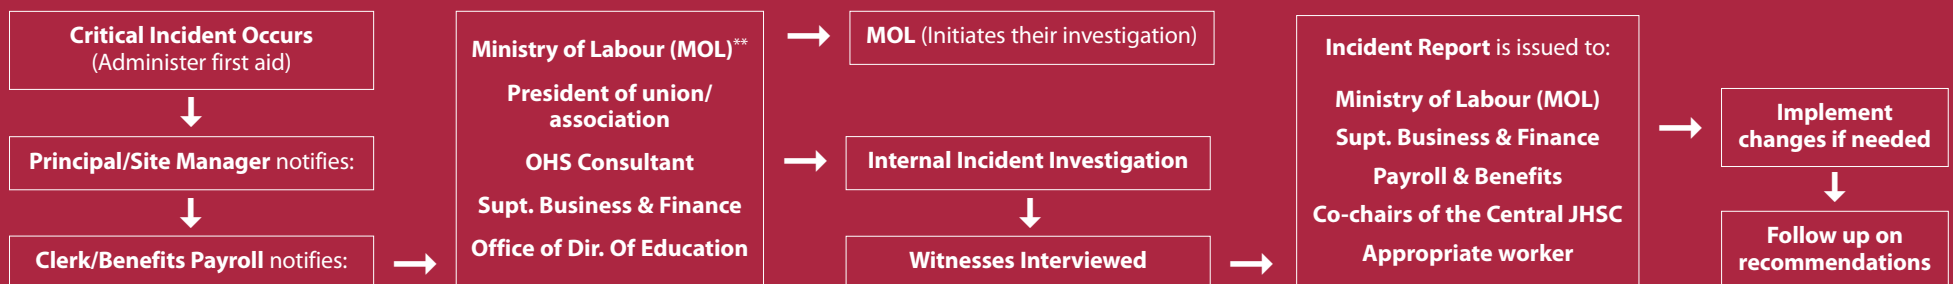 Critical Incident Occurs
(Administer first aid)
Principal/Site Manager notifies:
Clerk/Benefits Payroll notifies:
Ministry of Labour (MOL)**
President of union/
association
OHS Consultant
Supt. Business & Finance
Office of Dir. Of Education
MOL (Initiates their investigation)
Internal Incident Investigation
Witnesses Interviewed
Incident Report is issued to:
Ministry of Labour (MOL)
Supt. Business & Finance
Payroll & Benefits
Co-chairs of the Central JHSC
Appropriate worker
Implement
changes if needed
Follow up on
recommendations